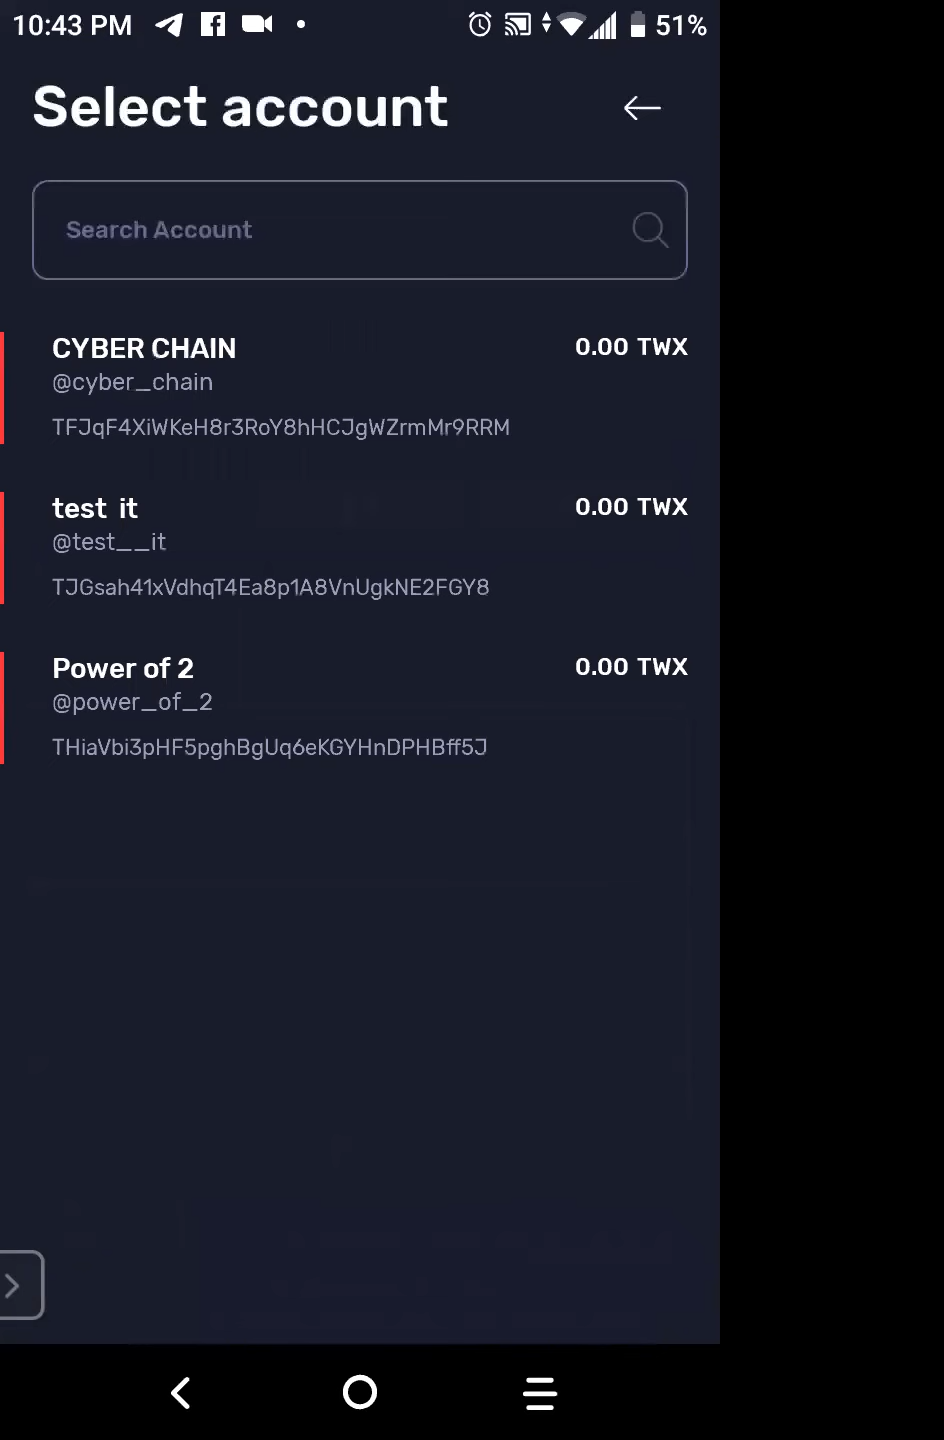 10:43 PM 51%
Select account
Search Account
CYBER CHAIN 0.00 TWX
@cyber_chain
TFJqF4XiWKeH8r3RoY8hHCJgWZrmMr9RRM
test it 0.00 TWX
@test__it
TJGsah41xVdhqT4Ea8p1A8VnUgkNE2FGY8
Power of 2 0.00 TWX
@power_of_2
THiaVbi3pHF5pghBgUq6eKGYHnDPHBff5J